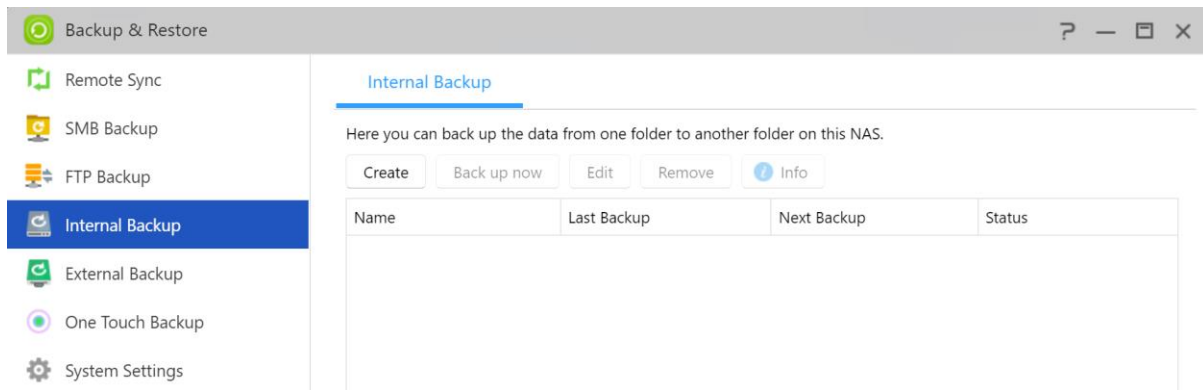 Backup & Restore
Remote Sync
SMB Backup
FTP Backup
Internal Backup
External Backup
One Touch Backup
System Settings
Internal Backup
Here you can back up the data from one folder to another folder on this NAS.
Create Back up now Edit Remove Info
Name Last Backup Next Backup Status